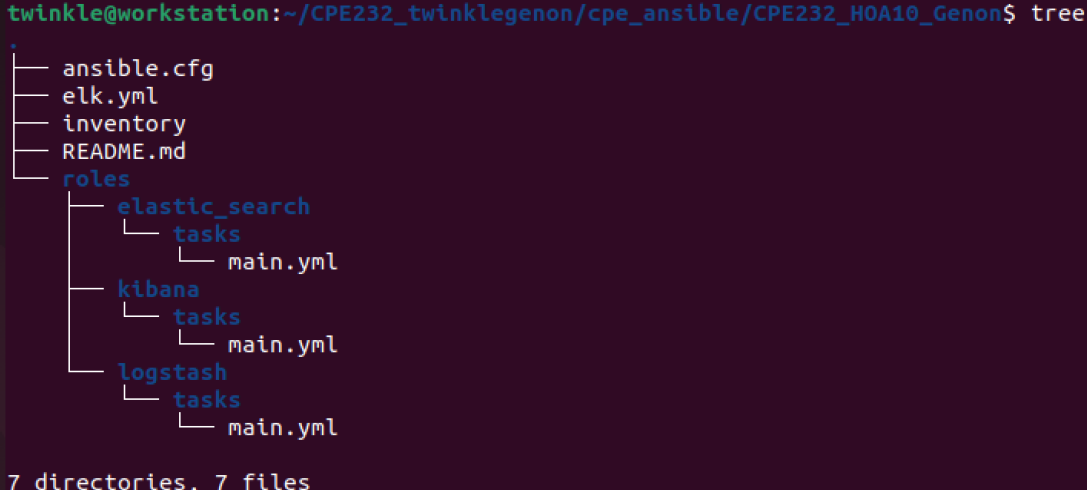 twinkle@workstation:~/CPE232_twinklegenon/cpe_ansible/CPE232_HOA10_Genon$ tree
.
├── ansible.cfg
├── elk.yml
├── inventory
├── README.md
└── roles
    ├── elastic_search
    │   └── tasks
    │       └── main.yml
    ├── kibana
    │   └── tasks
    │       └── main.yml
    └── logstash
        └── tasks
            └── main.yml
7 directories, 7 files